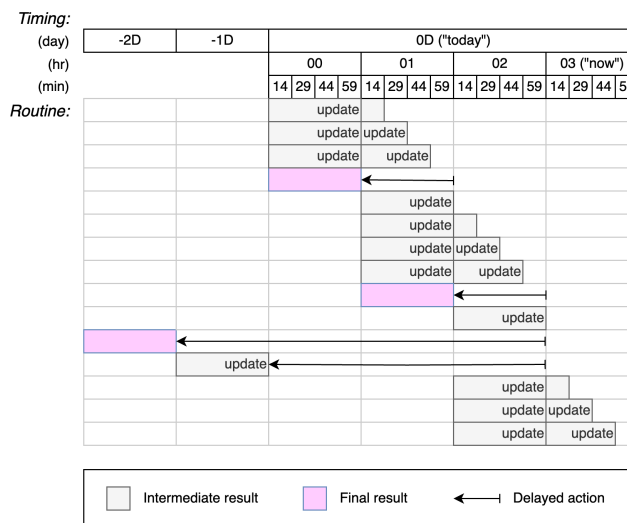 Timing:
(day) -2D -1D 0D ("today")
(hr) 00 01 02 03 ("now")
(min) 14 29 44 59 14 29 44 59 14 29 44 59 14 29 44 5
Routine: update
update update
update update
update
update
update update
update update
update
update
update
update update
update update
Intermediate result Final result Delayed action